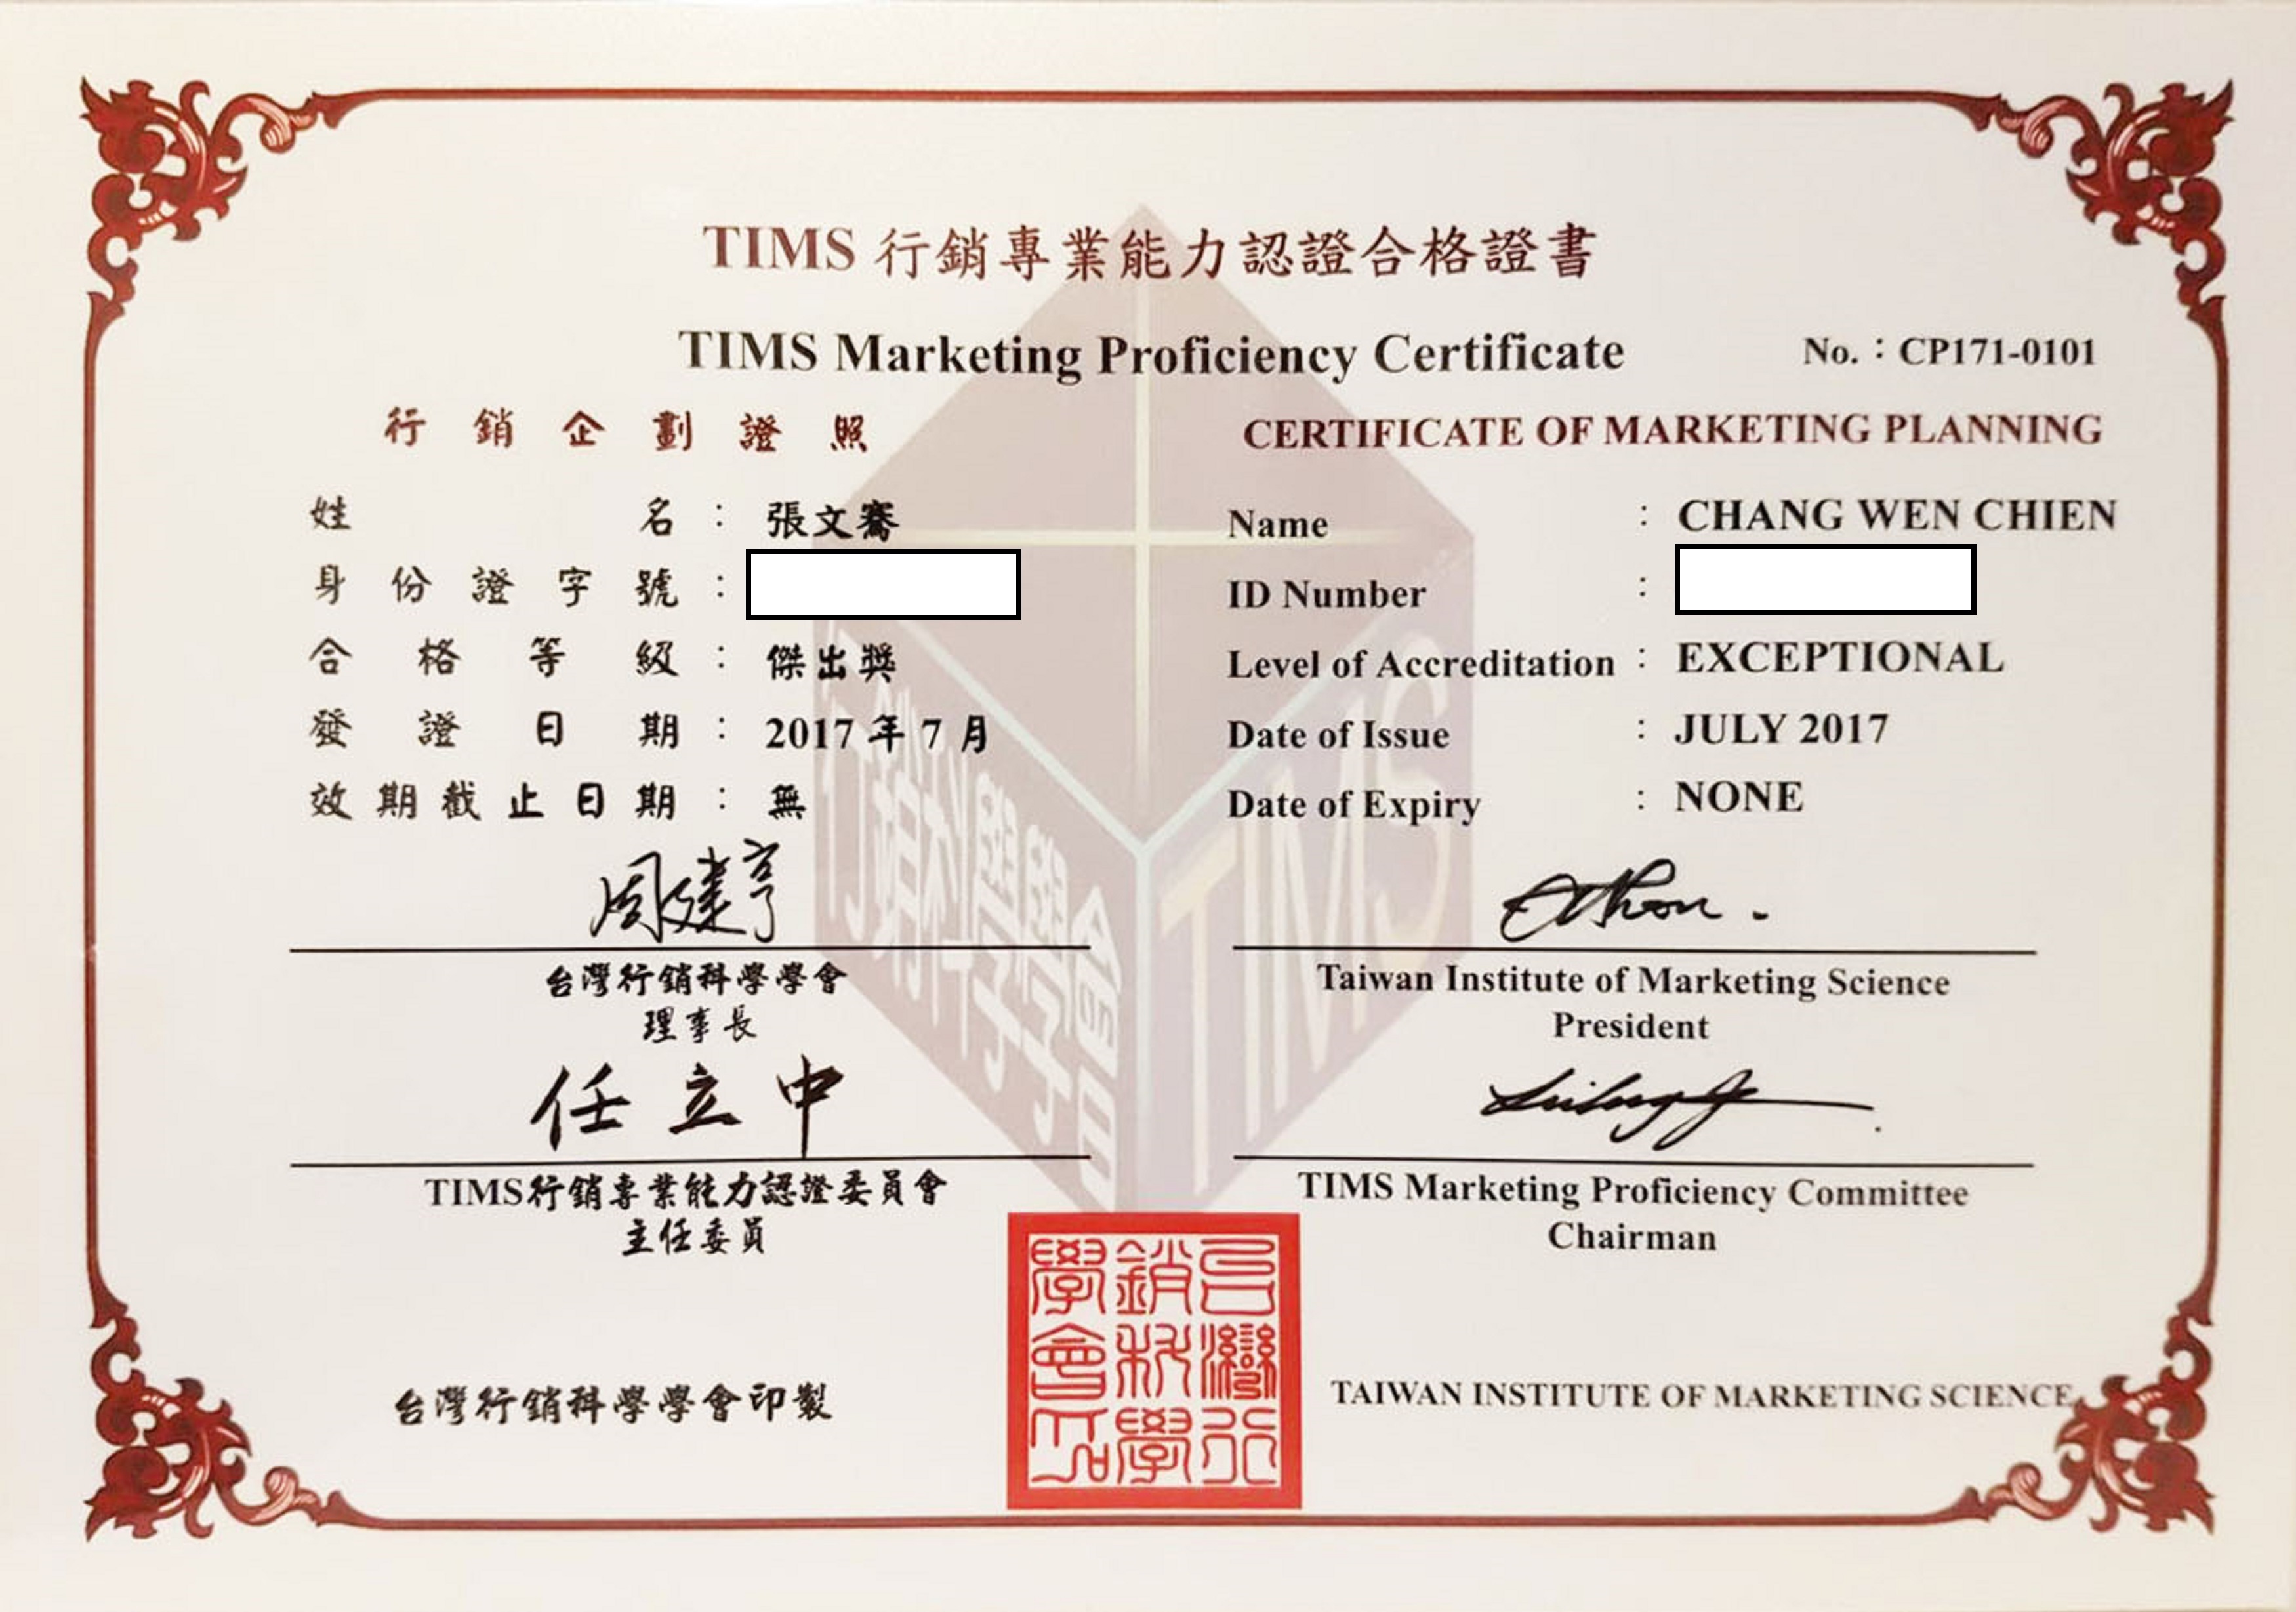 TIMS 行銷專業能力認證合格證書
TIMS Marketing Proficiency Certificate
No.：CP171-0101
行銷企劃證照
CERTIFICATE OF MARKETING PLANNING
姓名：張文騫
Name : CHANG WEN CHIEN
身份證字號：
ID Number :
合格等級：傑出獎
Level of Accreditation : EXCEPTIONAL
發證日期：2017 年 7 月
Date of Issue : JULY 2017
效期截止日期：無
Date of Expiry : NONE
周建亨
台灣行銷科學學會
理事長
Taiwan Institute of Marketing Science
President
任立中
TIMS行銷專業能力認證委員會
主任委員
TIMS Marketing Proficiency Committee
Chairman
台灣行銷科學學會印製
台灣行
銷科學
學會
TAIWAN INSTITUTE OF MARKETING SCIENCE
行銷科學學會
TIMS